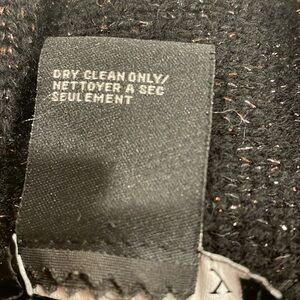 DRY CLEAN ONLY/
NETTOYER A SEC
SEULEMENT